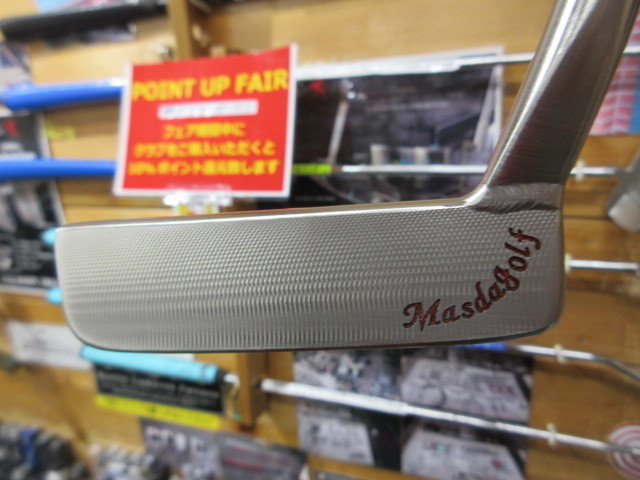 POINT UP FAIR
フェア期間中に
クラブをご購入いただくと
10%ポイント還元致します
Masdagolf